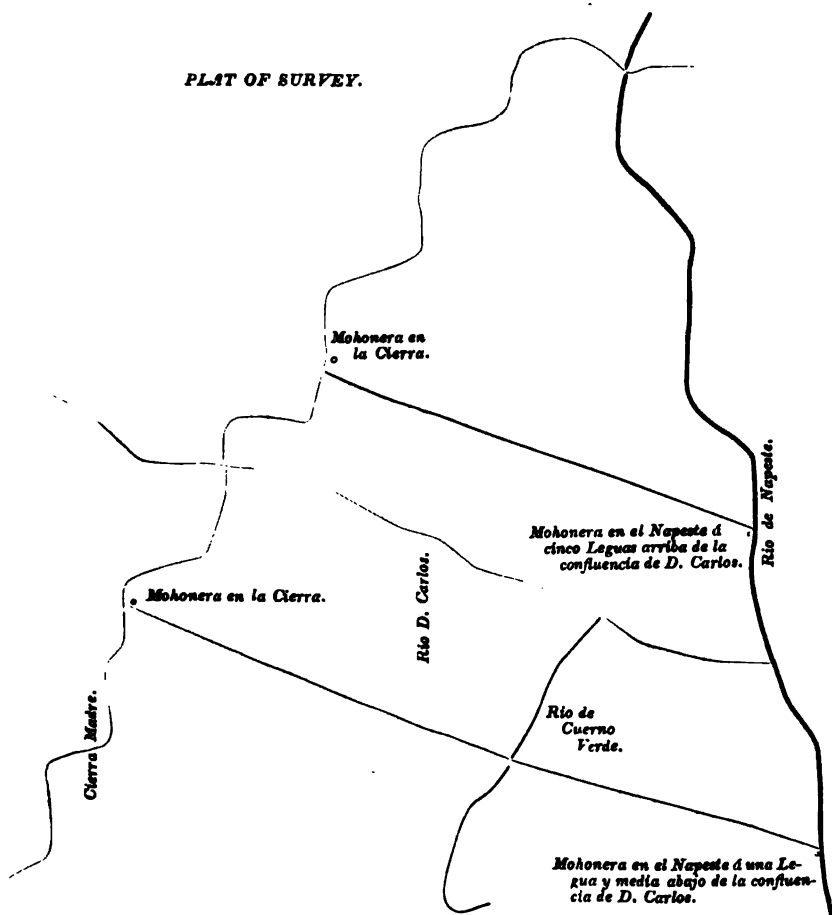 PLAT OF SURVEY.
Mohonera en
la Cierra.
Rio de Napeste.
Mohonera en el Napeste á
cinco Leguas arriba de la
confluencia de D. Carlos.
Mohonera en la Cierra.
Rio D. Carlos.
Cierra Madre.
Rio de
Cuerno
Verde.
Mohonera en el Napeste á una Le-
gua y media abajo de la confluen-
cia de D. Carlos.